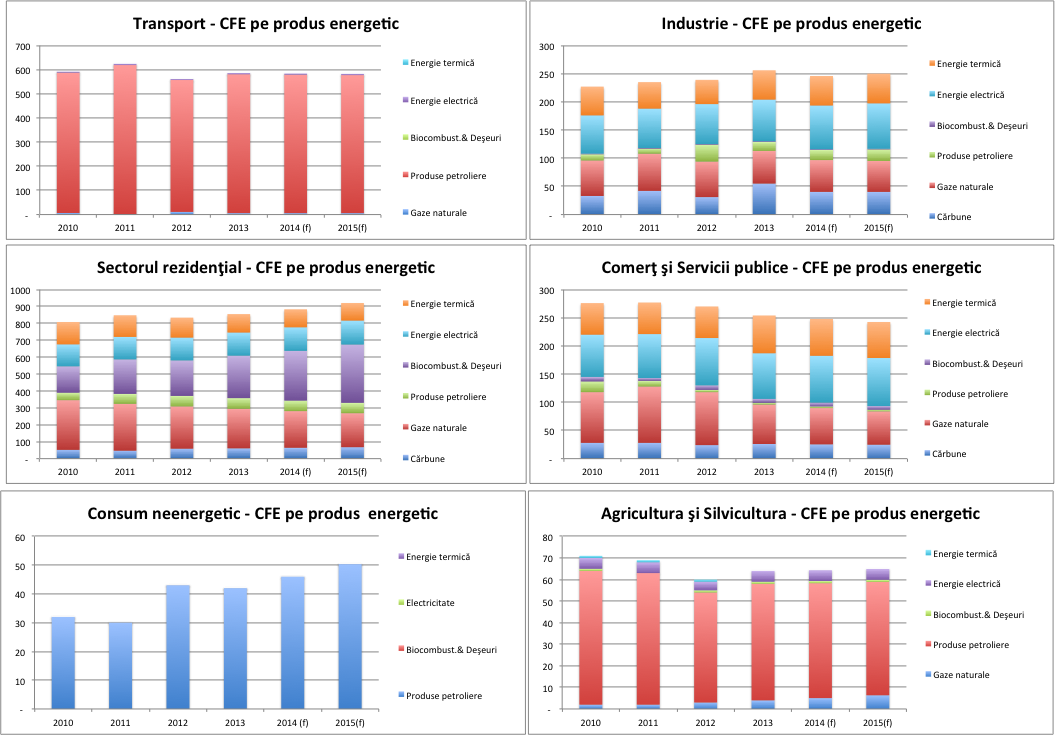 Transport - CFE pe produs energetic
700
600
500
400
300
200
100
-
2010 2011 2012 2013 2014 (f) 2015(f)
Energie termică
Energie electrică
Biocombust.& Deșeuri
Produse petroliere
Gaze naturale
Industrie - CFE pe produs energetic
300
250
200
150
100
50
-
2010 2011 2012 2013 2014 (f) 2015(f)
Energie termică
Energie electrică
Biocombust.& Deșeuri
Produse petroliere
Gaze naturale
Cărbune
Sectorul rezidenţial - CFE pe produs energetic
1000
900
800
700
600
500
400
300
200
100
-
2010 2011 2012 2013 2014 (f) 2015(f)
Energie termică
Energie electrică
Biocombust.& Deșeuri
Produse petroliere
Gaze naturale
Cărbune
Comerţ şi Servicii publice - CFE pe produs energetic
300
250
200
150
100
50
-
2010 2011 2012 2013 2014 (f) 2015(f)
Energie termică
Energie electrică
Biocombust.& Deșeuri
Produse petroliere
Gaze naturale
Cărbune
Consum neenergetic - CFE pe produs  energetic
60
50
40
30
20
10
-
2010 2011 2012 2013 2014 (f) 2015(f)
Energie termică
Electricitate
Biocombust.& Deșeuri
Produse petroliere
Agricultura şi Silvicultura - CFE pe produs energetic
80
70
60
50
40
30
20
10
-
2010 2011 2012 2013 2014 (f) 2015(f)
Energie termică
Energie electrică
Biocombust.& Deșeuri
Produse petroliere
Gaze naturale